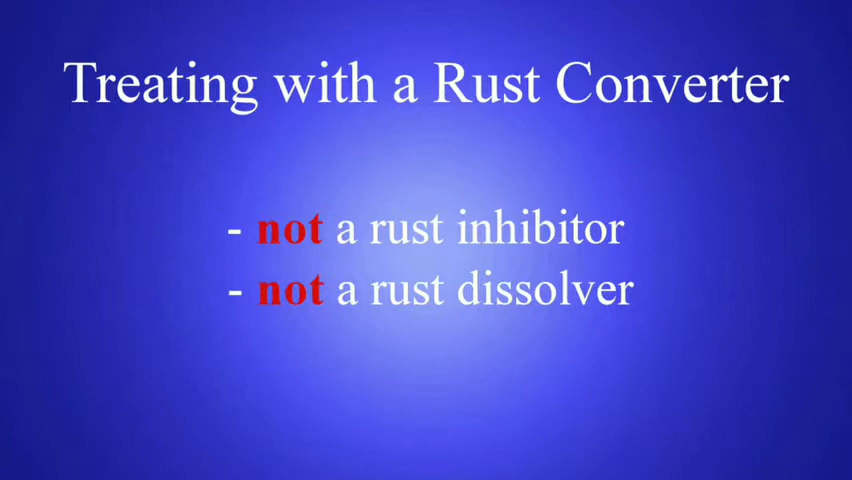 Treating with a Rust Converter
- not a rust inhibitor
- not a rust dissolver